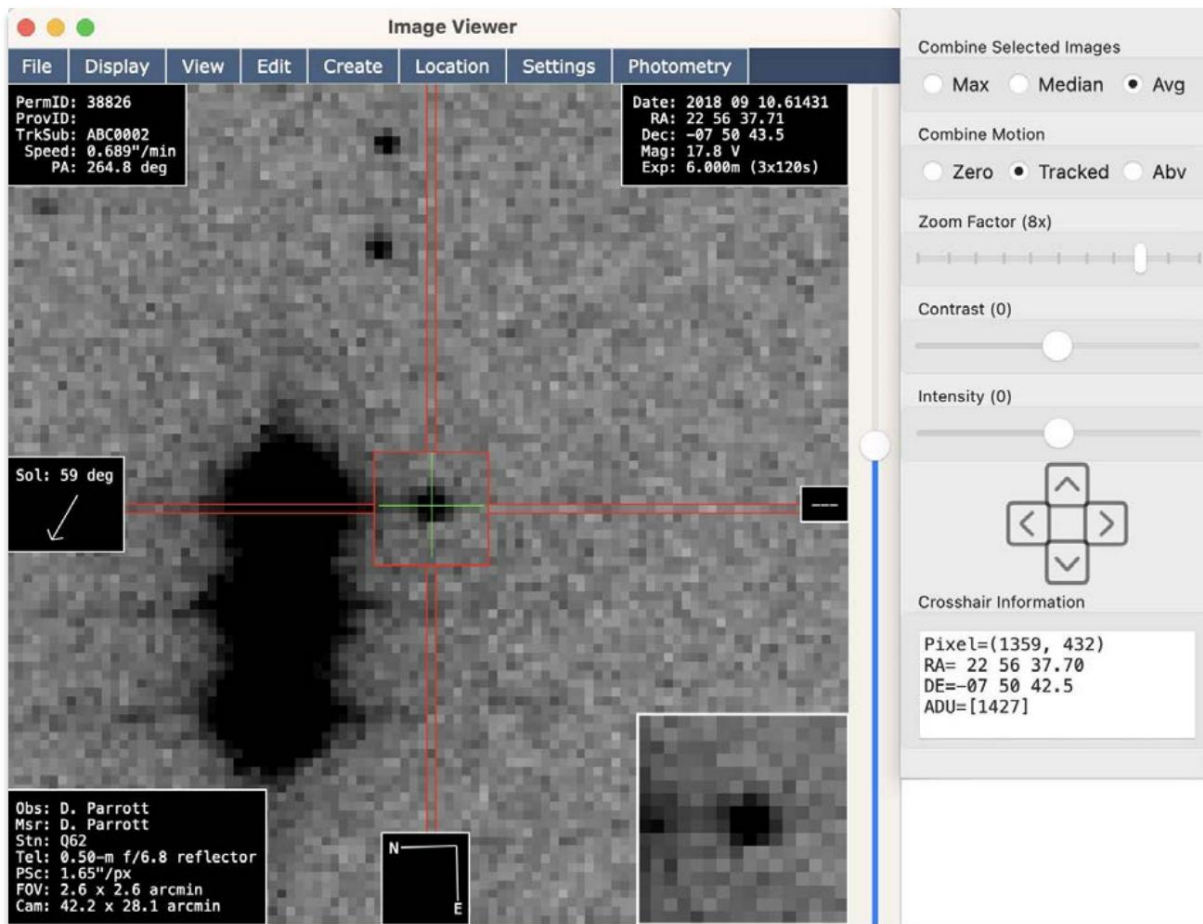 Image Viewer
File Display View Edit Create Location Settings Photometry
PermID: 38826
ProvID:
TrkSub: ABC0002
Speed: 0.689"/min
PA: 264.8 deg
Date: 2018 09 10.61431
RA: 22 56 37.71
Dec: -07 50 43.5
Mag: 17.8 V
Exp: 6.000m (3x120s)
Sol: 59 deg
---
Obs: D. Parrott
Msr: D. Parrott
Stn: Q62
Tel: 0.50-m f/6.8 reflector
PSc: 1.65"/px
FOV: 2.6 x 2.6 arcmin
Cam: 42.2 x 28.1 arcmin
N
E
Combine Selected Images
Max Median Avg
Combine Motion
Zero Tracked Abv
Zoom Factor (8x)
Contrast (0)
Intensity (0)
Crosshair Information
Pixel=(1359, 432)
RA= 22 56 37.70
DE=-07 50 42.5
ADU=[1427]